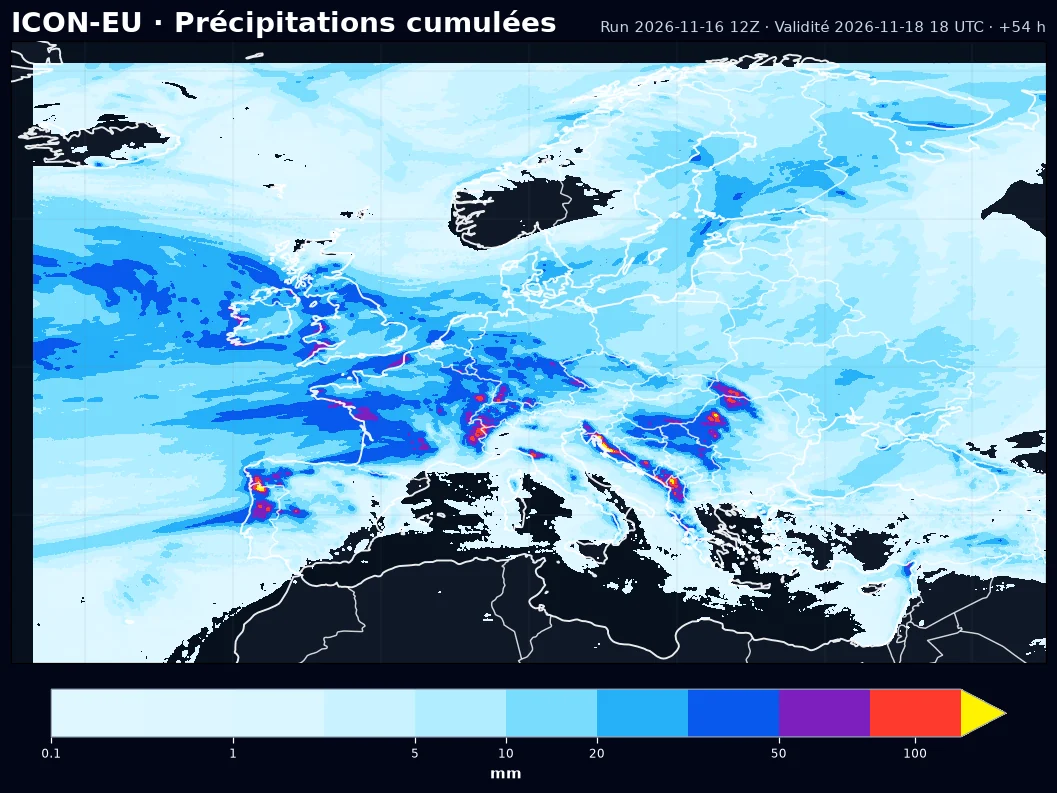 ICON-EU · Précipitations cumulées
Run 2026-11-16 12Z · Validité 2026-11-18 18 UTC · +54 h
0.1 1 5 10 20 50 100
mm